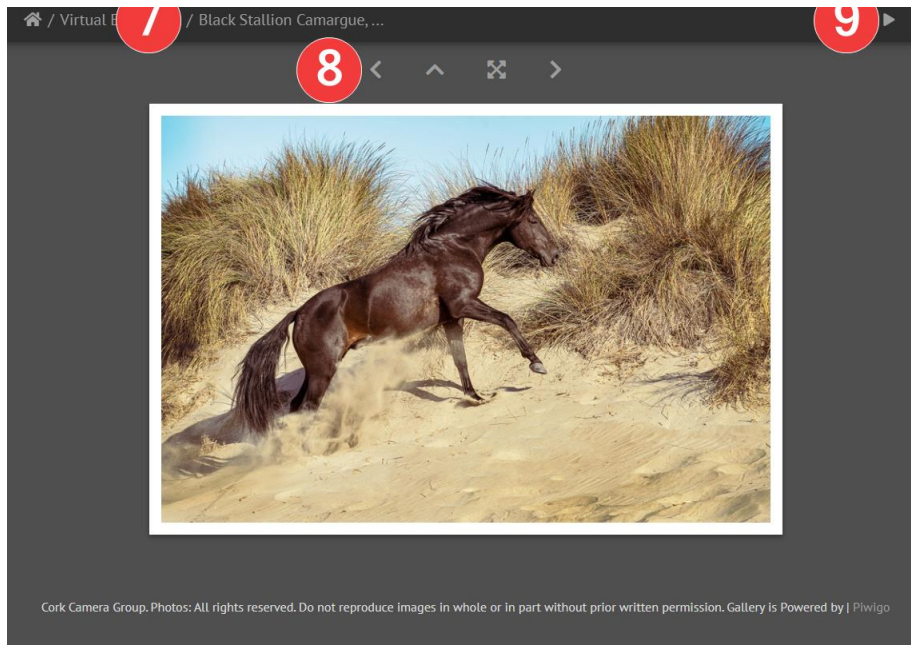 / Virtual E 7 / Black Stallion Camargue, ... 9
8
Cork Camera Group. Photos: All rights reserved. Do not reproduce images in whole or in part without prior written permission. Gallery is Powered by | Piwigo